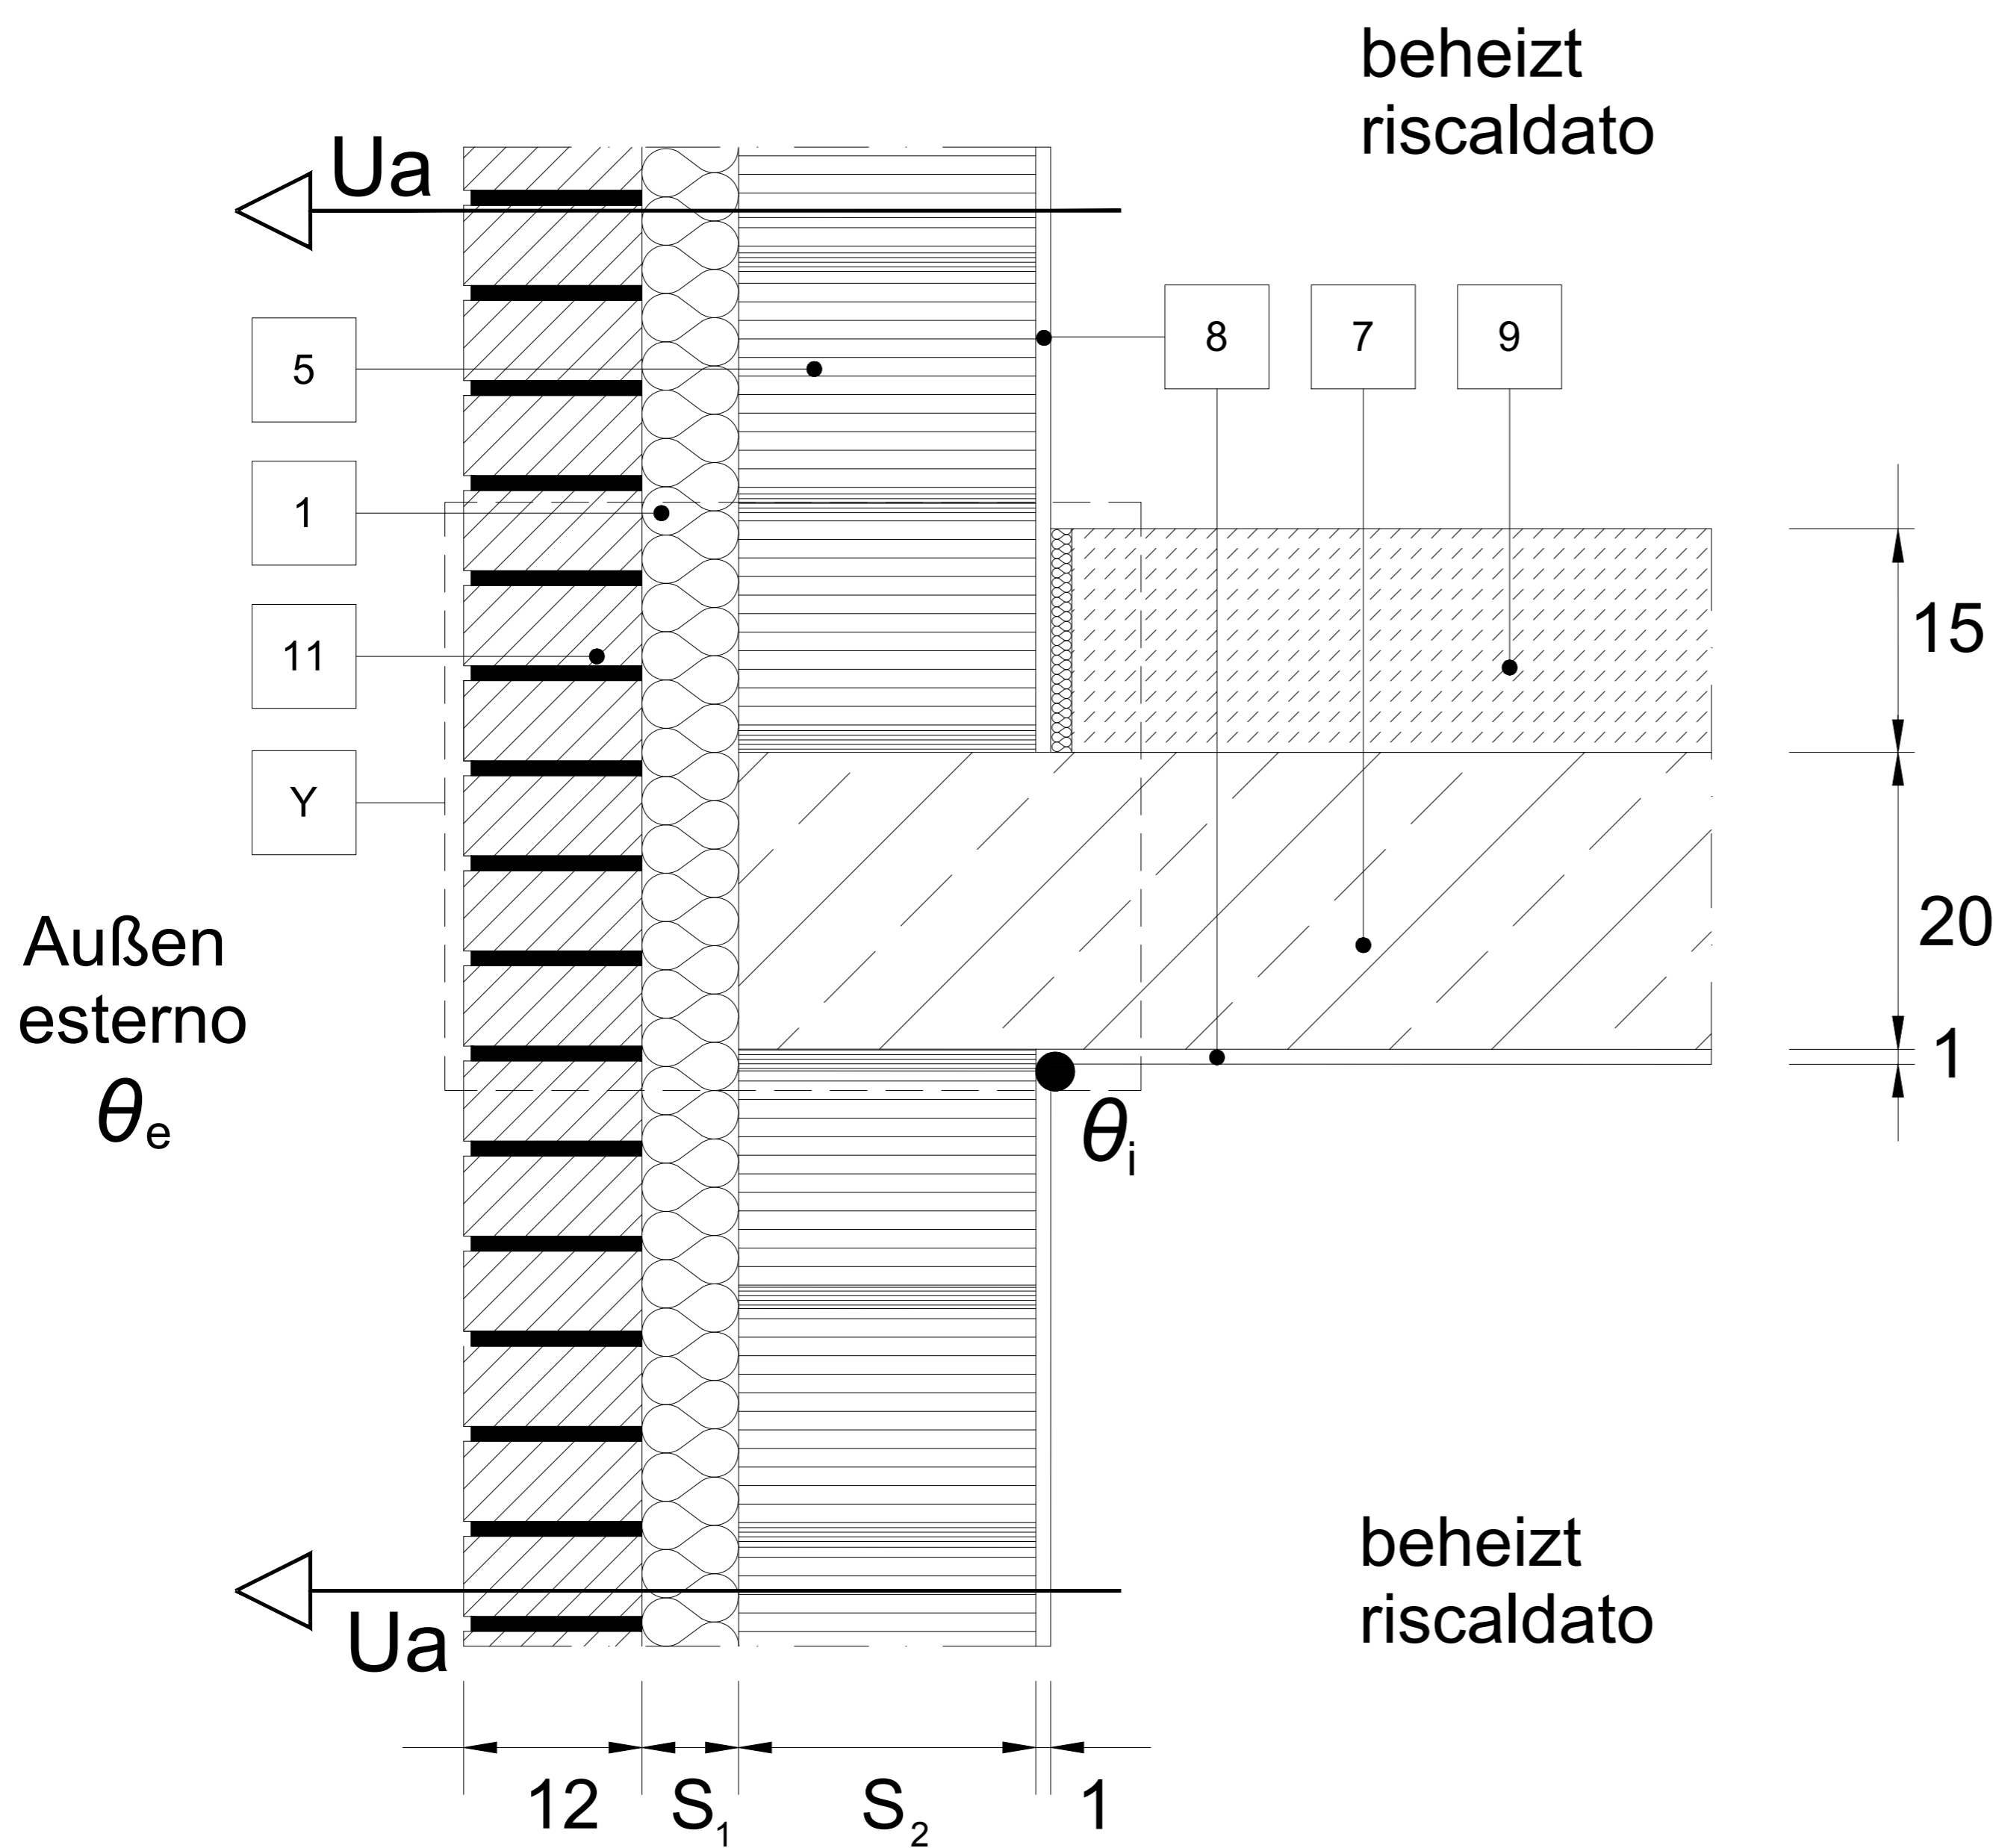 beheizt
riscaldato
Ua
8
7
9
5
1
11
15
Y
20
Außen
esterno
θe
1
θi
beheizt
riscaldato
Ua
12
S1
S2
1